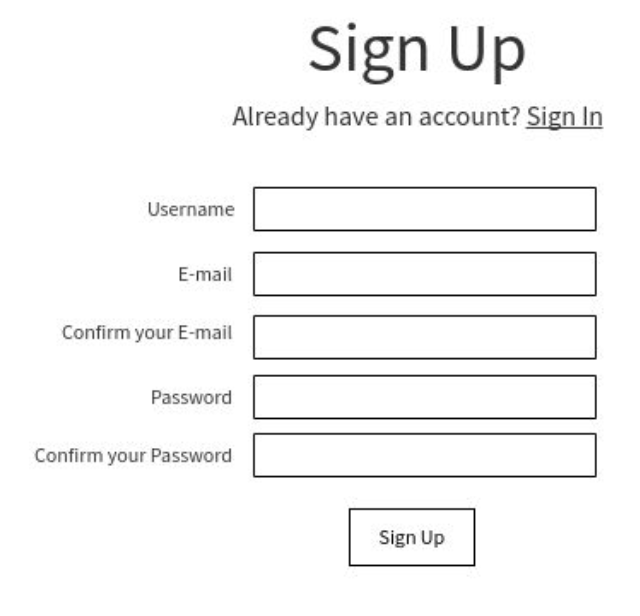 Sign Up
Already have an account? Sign In
Username
E-mail
Confirm your E-mail
Password
Confirm your Password
Sign Up